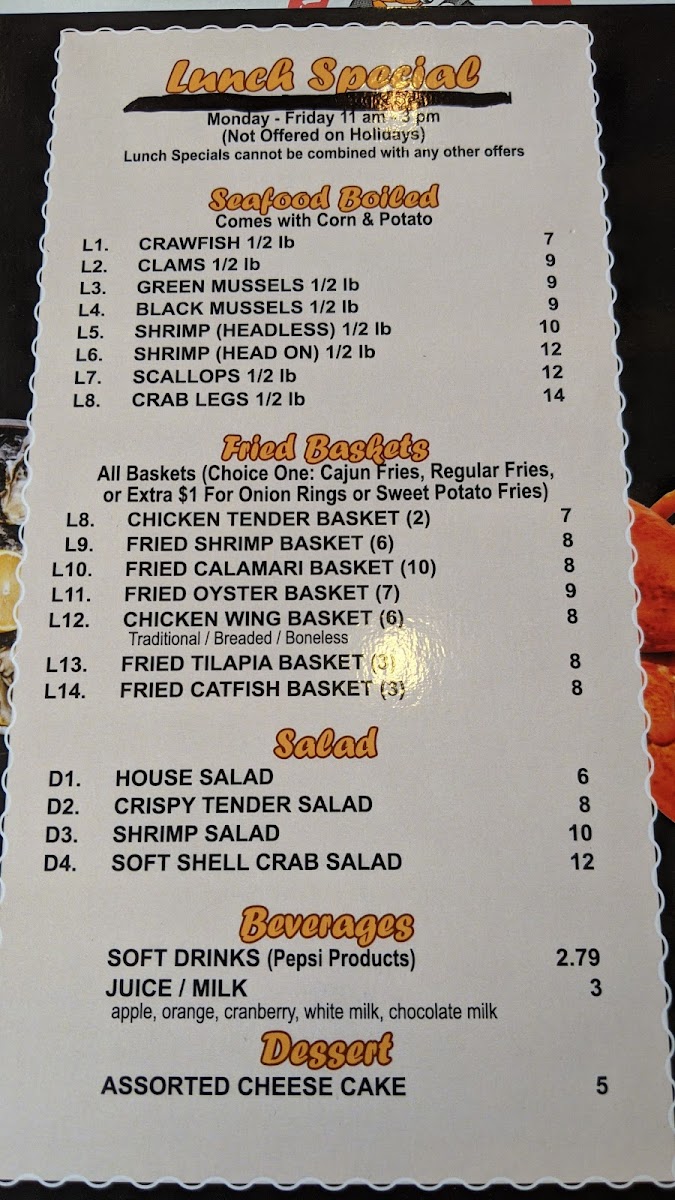 Lunch Special
Monday - Friday 11 am - 3 pm
(Not Offered on Holidays)
Lunch Specials cannot be combined with any other offers
Seafood Boiled
Comes with Corn & Potato
L1. CRAWFISH 1/2 lb 7
L2. CLAMS 1/2 lb 9
L3. GREEN MUSSELS 1/2 lb 9
L4. BLACK MUSSELS 1/2 lb 9
L5. SHRIMP (HEADLESS) 1/2 lb 10
L6. SHRIMP (HEAD ON) 1/2 lb 12
L7. SCALLOPS 1/2 lb 12
L8. CRAB LEGS 1/2 lb 14
Fried Baskets
All Baskets (Choice One: Cajun Fries, Regular Fries,
or Extra $1 For Onion Rings or Sweet Potato Fries)
L8. CHICKEN TENDER BASKET (2) 7
L9. FRIED SHRIMP BASKET (6) 8
L10. FRIED CALAMARI BASKET (10) 8
L11. FRIED OYSTER BASKET (7) 9
L12. CHICKEN WING BASKET (6) 8
Traditional / Breaded / Boneless
L13. FRIED TILAPIA BASKET (3) 8
L14. FRIED CATFISH BASKET (3) 8
Salad
D1. HOUSE SALAD 6
D2. CRISPY TENDER SALAD 8
D3. SHRIMP SALAD 10
D4. SOFT SHELL CRAB SALAD 12
Beverages
SOFT DRINKS (Pepsi Products) 2.79
JUICE / MILK 3
apple, orange, cranberry, white milk, chocolate milk
Dessert
ASSORTED CHEESE CAKE 5